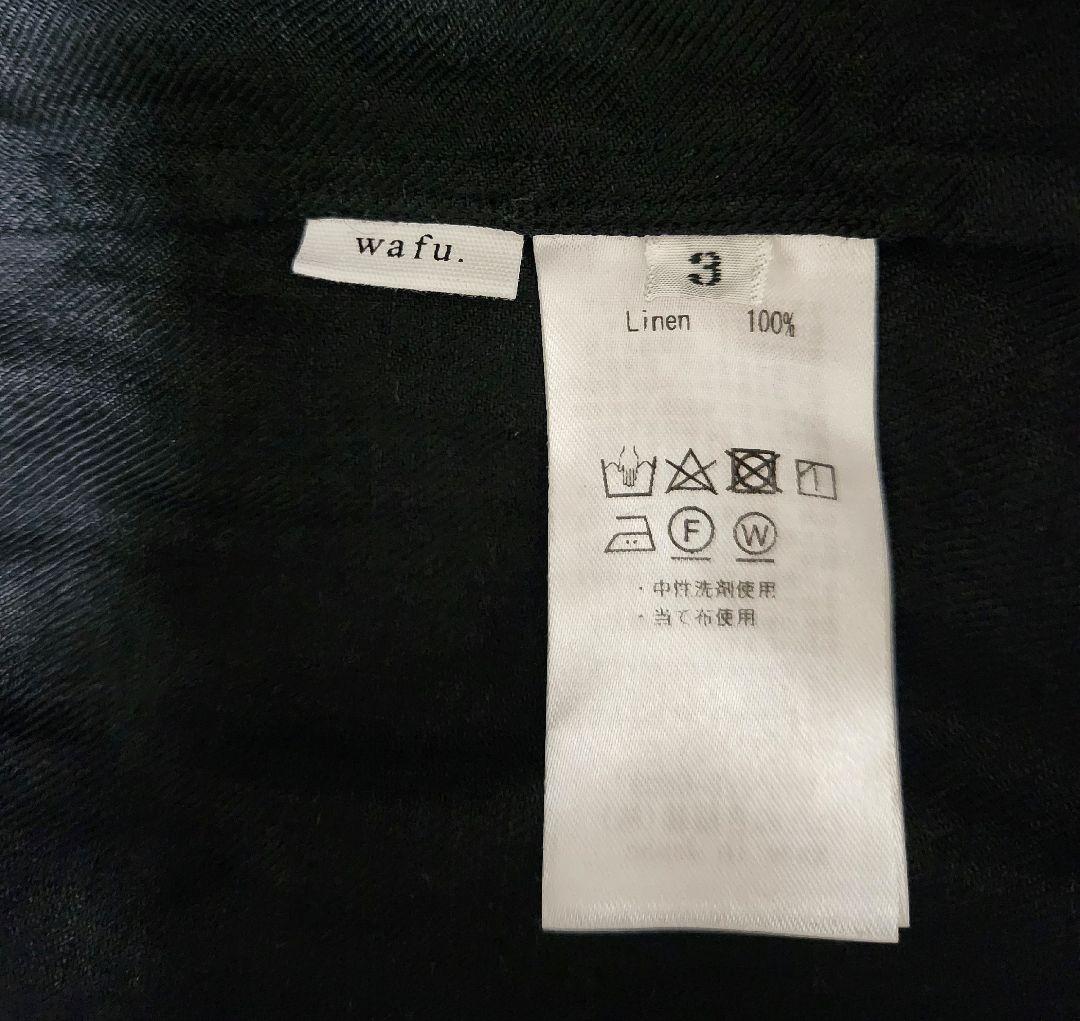 wafu.
3
Linen 100%
F W
・中性洗剤使用
・当て布使用